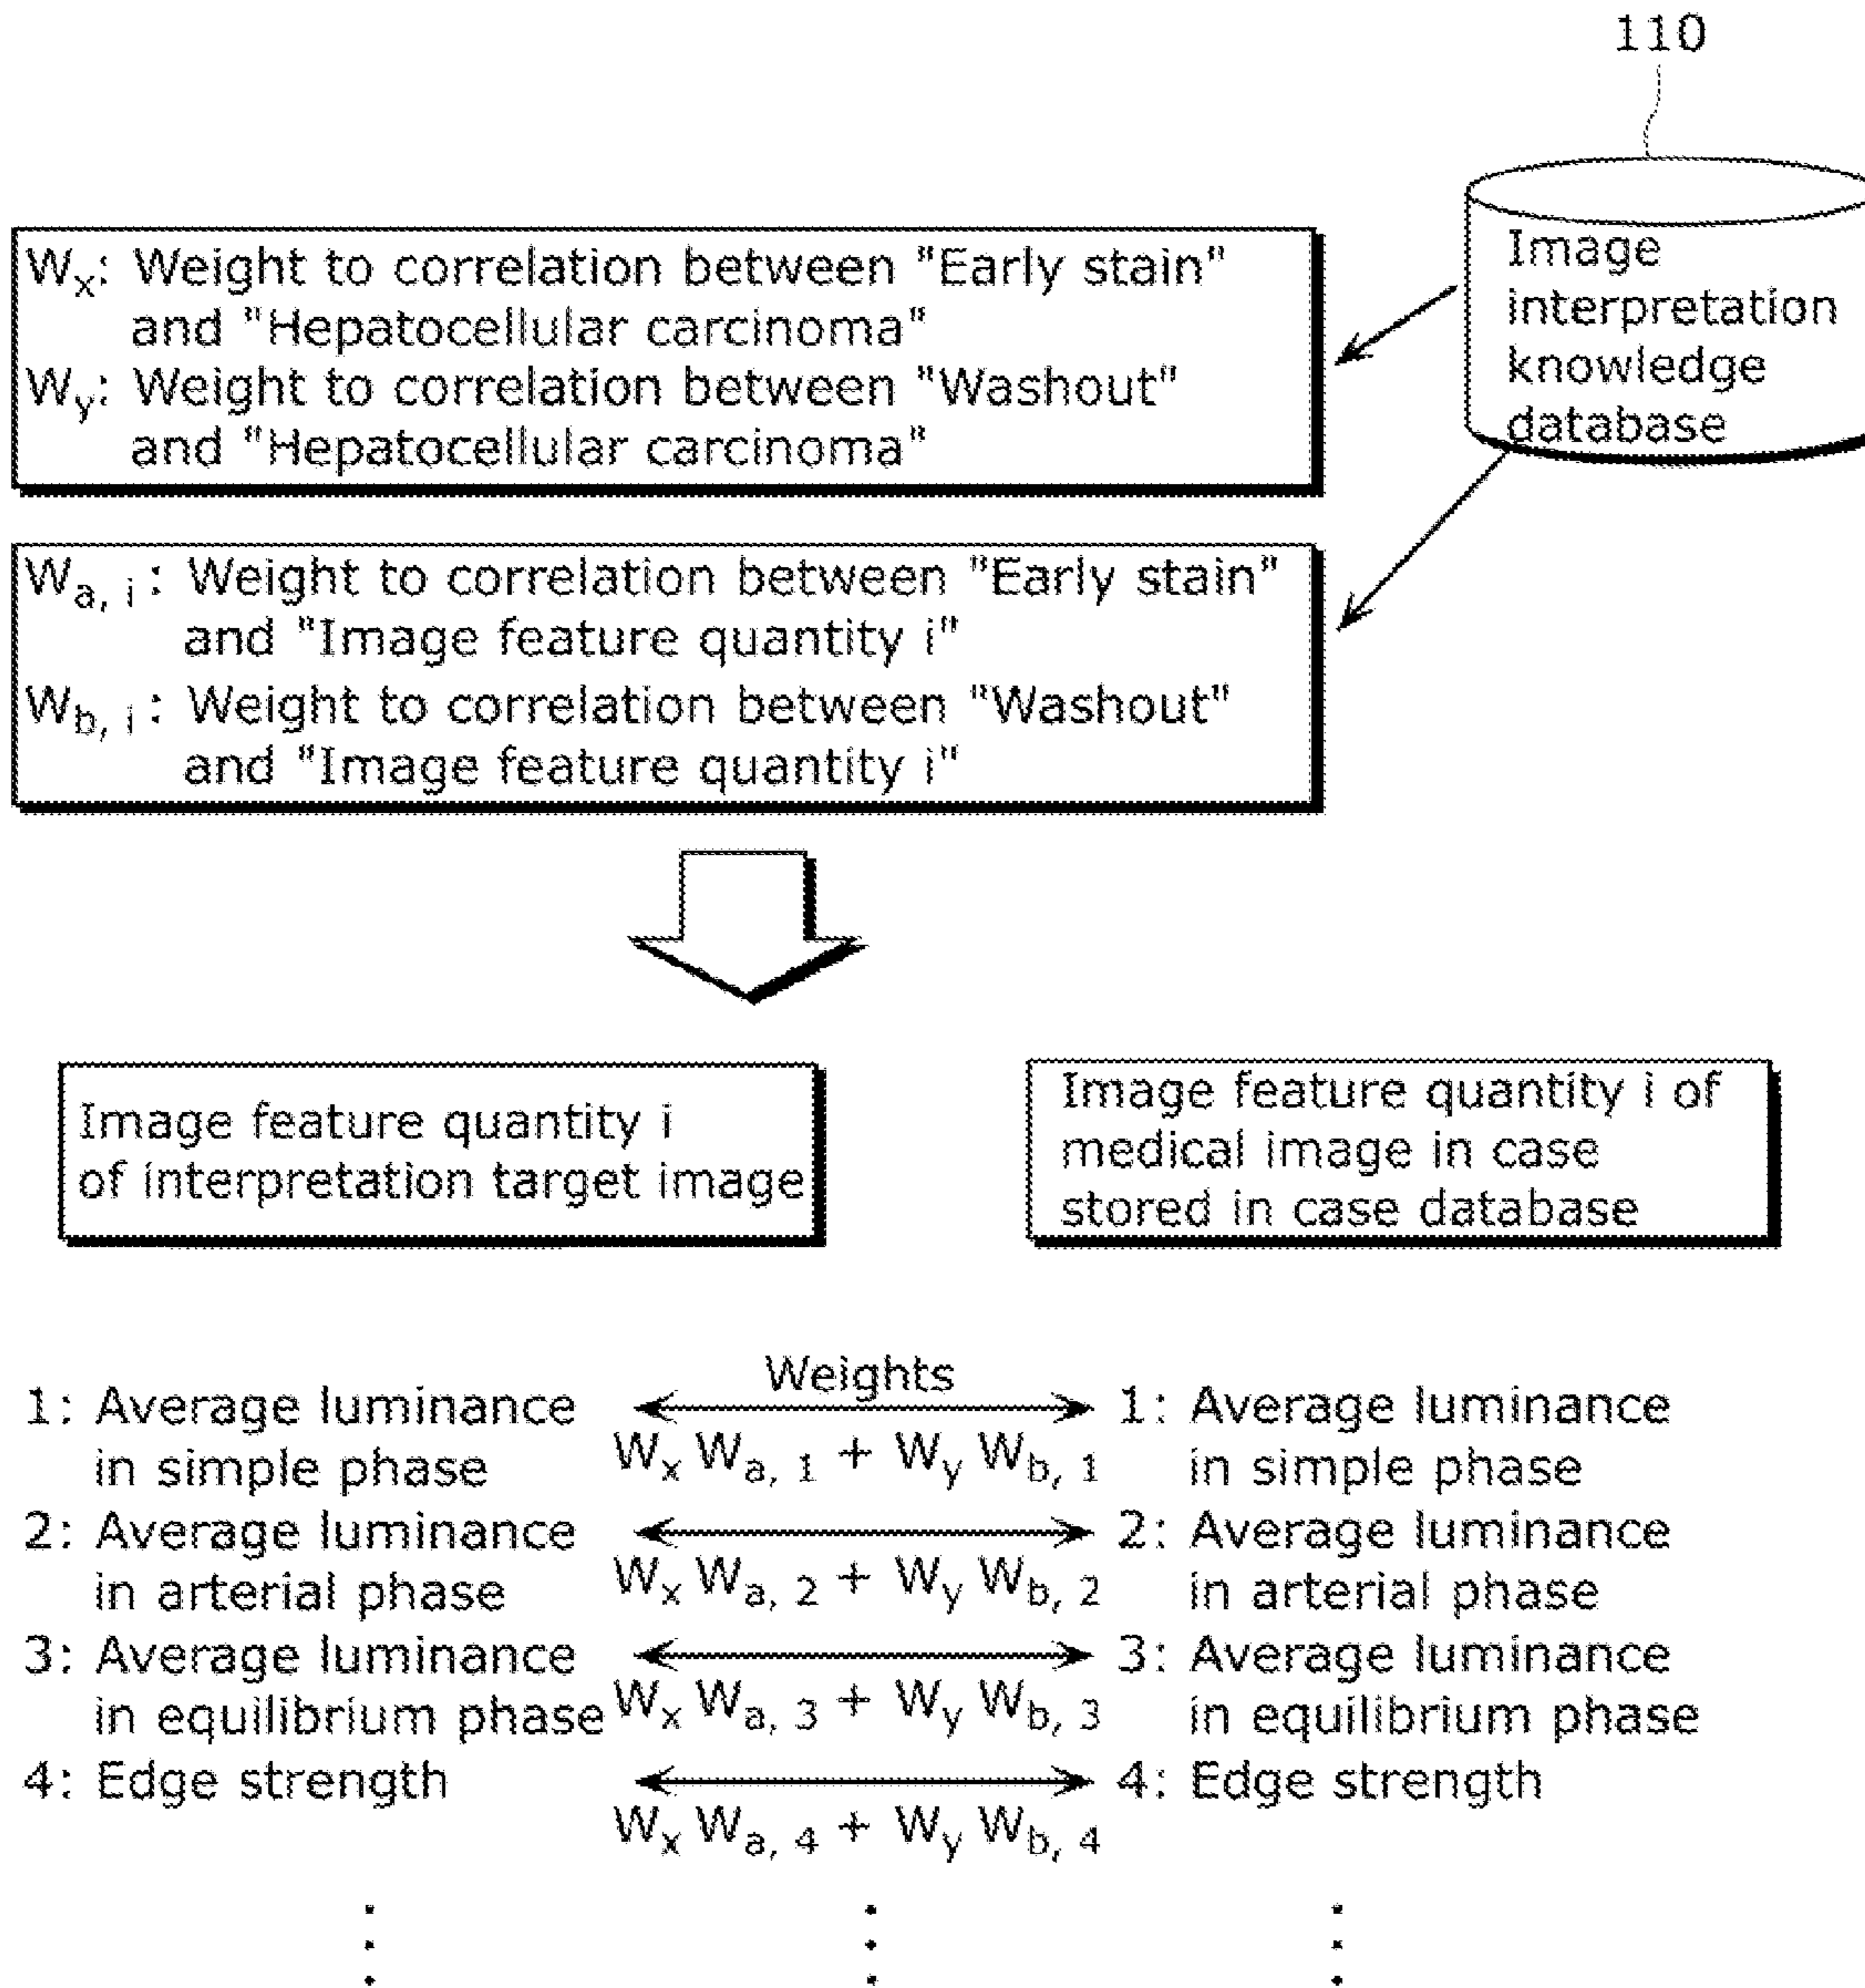 110
Image
interpretation
knowledge
database
Wx: Weight to correlation between "Early stain"
and "Hepatocellular carcinoma"
Wy: Weight to correlation between "Washout"
and "Hepatocellular carcinoma"
Wa, i : Weight to correlation between "Early stain"
and "Image feature quantity i"
Wb, i : Weight to correlation between "Washout"
and "Image feature quantity i"
Image feature quantity i
of interpretation target image
Image feature quantity i of
medical image in case
stored in case database
Weights
1: Average luminance
in simple phase
Wx Wa, 1 + Wy Wb, 1
1: Average luminance
in simple phase
2: Average luminance
in arterial phase
Wx Wa, 2 + Wy Wb, 2
2: Average luminance
in arterial phase
3: Average luminance
in equilibrium phase
Wx Wa, 3 + Wy Wb, 3
3: Average luminance
in equilibrium phase
4: Edge strength
Wx Wa, 4 + Wy Wb, 4
4: Edge strength